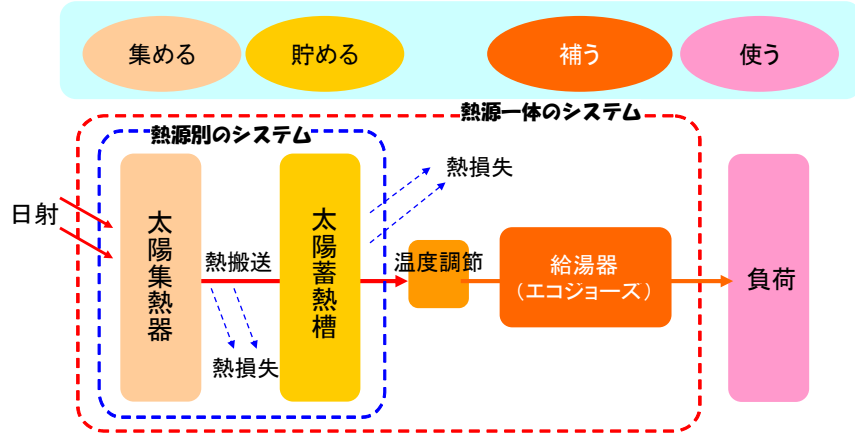 集める
貯める
補う
使う
熱源一体のシステム
熱源別のシステム
熱損失
日射
太陽集熱器
熱搬送
太陽蓄熱槽
温度調節
給湯器
（エコジョーズ）
負荷
熱損失